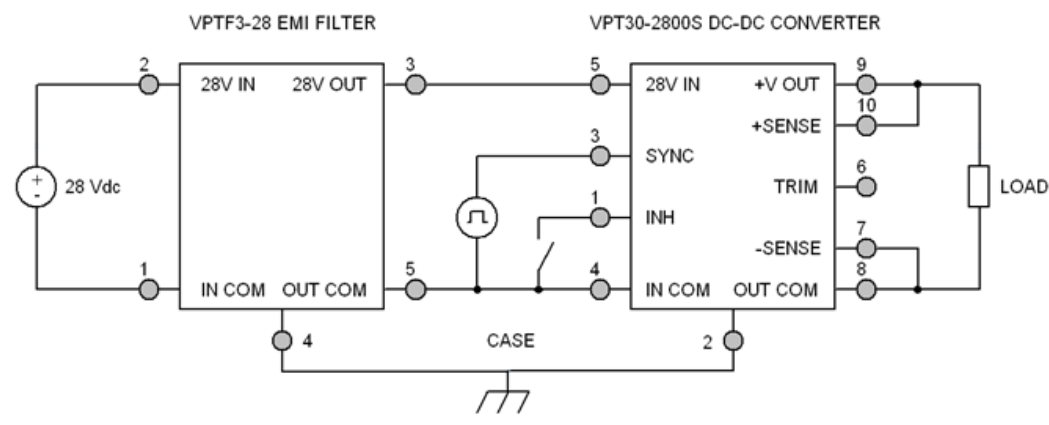 VPTF3-28 EMI FILTER
VPT30-2800S DC-DC CONVERTER
2
3
5
9
28V IN
28V OUT
28V IN
+V OUT
10
+SENSE
3
SYNC
6
TRIM
+
-
28 Vdc
LOAD
1
INH
7
-SENSE
1
5
4
8
IN COM
OUT COM
IN COM
OUT COM
4
CASE
2